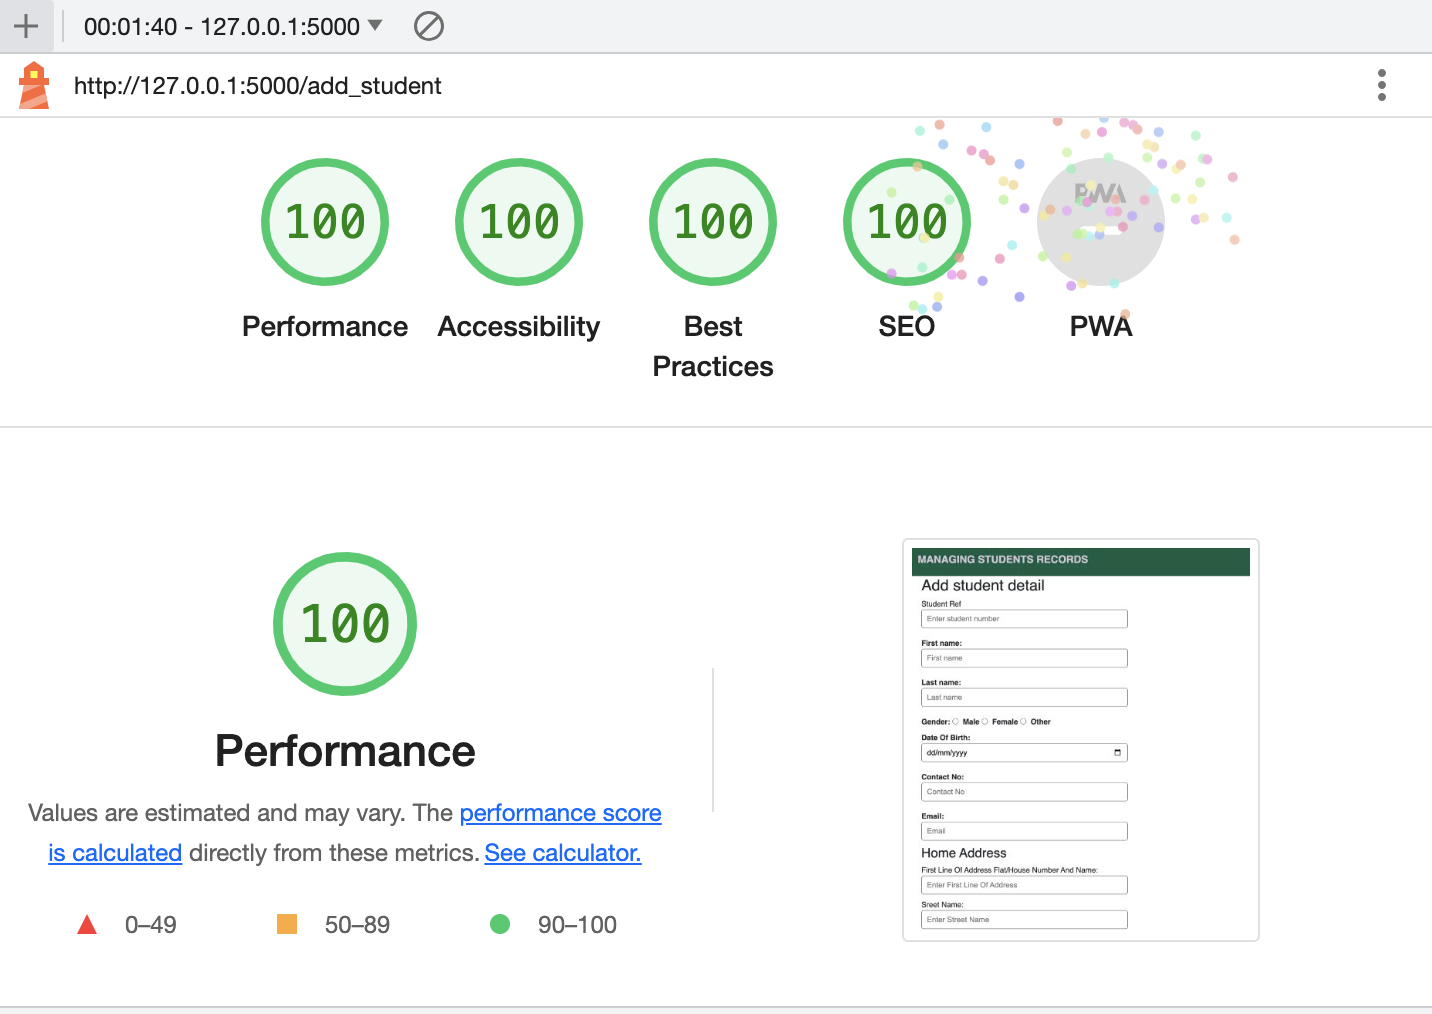 00:01:40 - 127.0.0.1:5000
http://127.0.0.1:5000/add_student
100
100
100
100
PWA
Performance
Accessibility
Best
Practices
SEO
PWA
100
Performance
Values are estimated and may vary. The performance score
is calculated directly from these metrics. See calculator.
0–49
50–89
90–100
MANAGING STUDENTS RECORDS
Add student detail
Student Ref
Enter student number
First name:
First name
Last name:
Last name
Gender: Male Female Other
Date Of Birth:
dd/mm/yyyy
Contact No:
Contact No
Email:
Email
Home Address
First Line Of Address Flat/House Number And Name:
Enter First Line Of Address
Sreet Name:
Enter Street Name